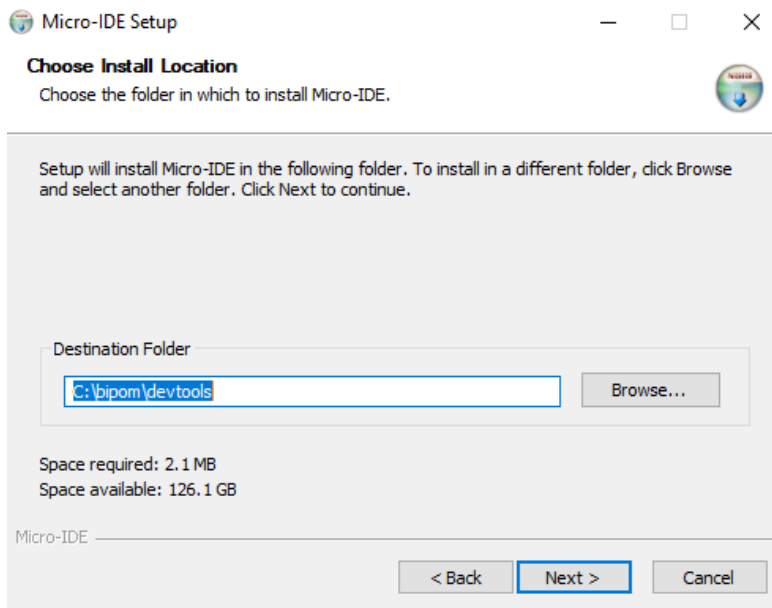 Micro-IDE Setup
Choose Install Location
Choose the folder in which to install Micro-IDE.
Setup will install Micro-IDE in the following folder. To install in a different folder, click Browse
and select another folder. Click Next to continue.
Destination Folder
C:\bipom\devtools
Browse...
Space required: 2.1 MB
Space available: 126.1 GB
Micro-IDE
< Back
Next >
Cancel